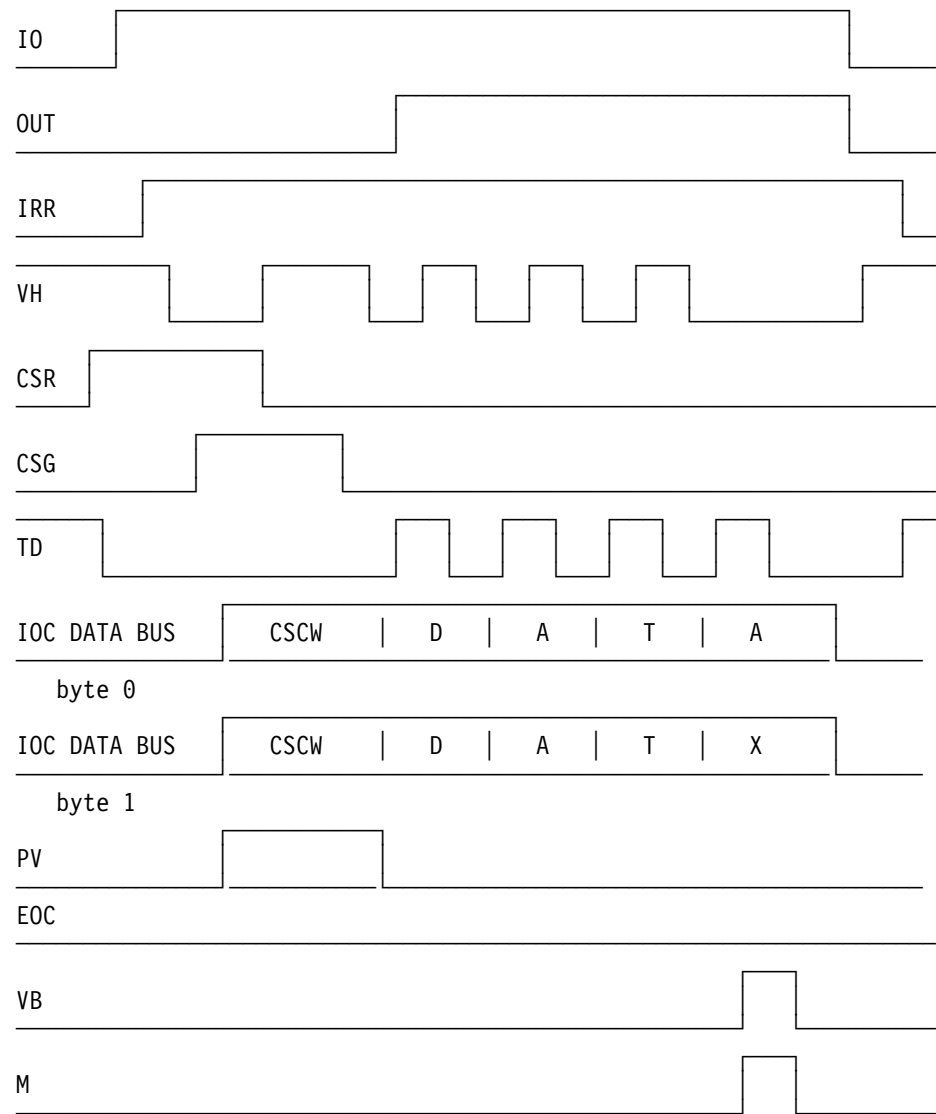 IO
OUT
IRR
VH
CSR
CSG
TD
IOC DATA BUS CSCW | D | A | T | A
byte 0
IOC DATA BUS CSCW | D | A | T | X
byte 1
PV
EOC
VB
M